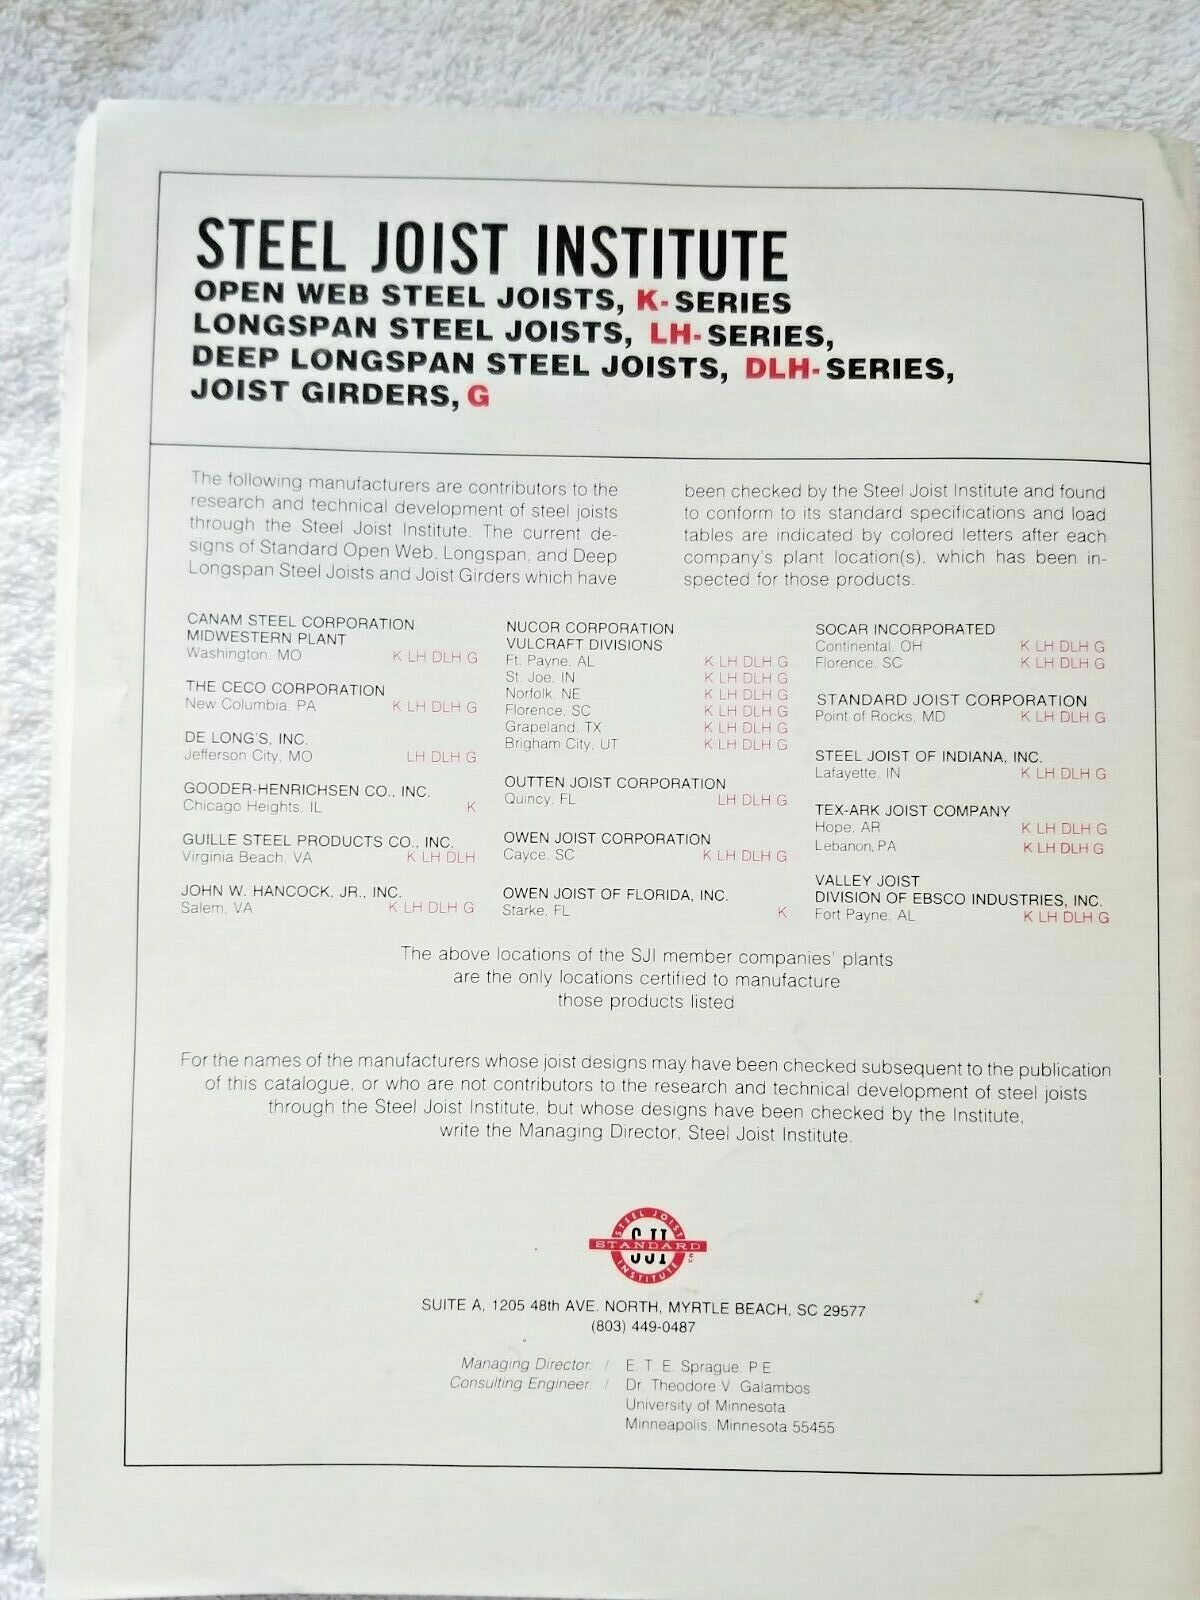 STEEL JOIST INSTITUTE
OPEN WEB STEEL JOISTS, K-SERIES
LONGSPAN STEEL JOISTS, LH-SERIES,
DEEP LONGSPAN STEEL JOISTS, DLH-SERIES,
JOIST GIRDERS, G
The following manufacturers are contributors to the
research and technical development of steel joists
through the Steel Joist Institute. The current de-
signs of Standard Open Web, Longspan, and Deep
Longspan Steel Joists and Joist Girders which have
been checked by the Steel Joist Institute and found
to conform to its standard specifications and load
tables are indicated by colored letters after each
company's plant location(s), which has been in-
spected for those products.
CANAM STEEL CORPORATION
MIDWESTERN PLANT
Washington, MO K LH DLH G
THE CECO CORPORATION
New Columbia, PA K LH DLH G
DE LONG'S, INC.
Jefferson City, MO LH DLH G
GOODER-HENRICHSEN CO., INC.
Chicago Heights, IL K
GUILLE STEEL PRODUCTS CO., INC.
Virginia Beach, VA K LH DLH
JOHN W. HANCOCK, JR., INC.
Salem, VA K LH DLH G
NUCOR CORPORATION
VULCRAFT DIVISIONS
Ft. Payne, AL K LH DLH G
St. Joe, IN K LH DLH G
Norfolk, NE K LH DLH G
Florence, SC K LH DLH G
Grapeland, TX K LH DLH G
Brigham City, UT K LH DLH G
OUTTEN JOIST CORPORATION
Quincy, FL LH DLH G
OWEN JOIST CORPORATION
Cayce, SC K LH DLH G
OWEN JOIST OF FLORIDA, INC.
Starke, FL K
SOCAR INCORPORATED
Continental, OH K LH DLH G
Florence, SC K LH DLH G
STANDARD JOIST CORPORATION
Point of Rocks, MD K LH DLH G
STEEL JOIST OF INDIANA, INC.
Lafayette, IN K LH DLH G
TEX-ARK JOIST COMPANY
Hope, AR K LH DLH G
Lebanon, PA K LH DLH G
VALLEY JOIST
DIVISION OF EBSCO INDUSTRIES, INC.
Fort Payne, AL K LH DLH G
The above locations of the SJI member companies' plants
are the only locations certified to manufacture
those products listed
For the names of the manufacturers whose joist designs may have been checked subsequent to the publication
of this catalogue, or who are not contributors to the research and technical development of steel joists
through the Steel Joist Institute, but whose designs have been checked by the Institute,
write the Managing Director, Steel Joist Institute.
STEEL JOIST
SJI
STANDARD
INSTITUTE
SUITE A, 1205 48th AVE. NORTH, MYRTLE BEACH, SC 29577
(803) 449-0487
Managing Director: / E. T. E. Sprague, P.E.
Consulting Engineer: / Dr. Theodore V. Galambos
University of Minnesota
Minneapolis, Minnesota 55455